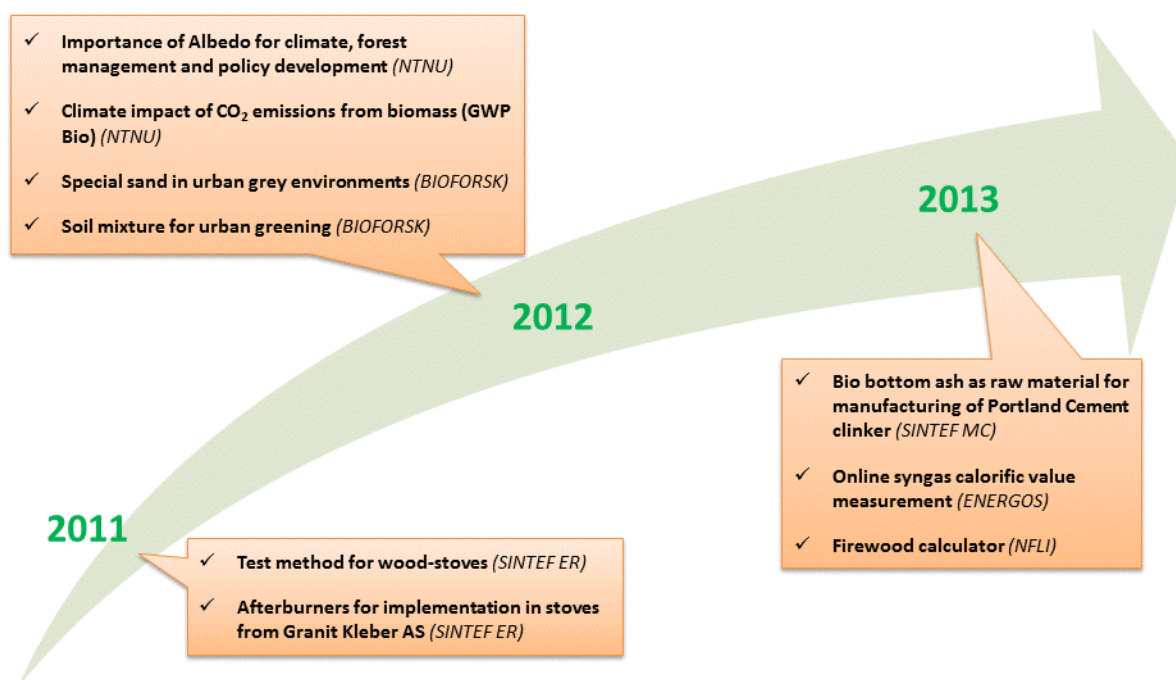 ✓ Importance of Albedo for climate, forest
management and policy development (NTNU)
✓ Climate impact of CO₂ emissions from biomass (GWP
Bio) (NTNU)
✓ Special sand in urban grey environments (BIOFORSK)
✓ Soil mixture for urban greening (BIOFORSK)
2013
2012
✓ Bio bottom ash as raw material for
manufacturing of Portland Cement
clinker (SINTEF MC)
✓ Online syngas calorific value
measurement (ENERGOS)
✓ Firewood calculator (NFLI)
2011
✓ Test method for wood-stoves (SINTEF ER)
✓ Afterburners for implementation in stoves
from Granit Kleber AS (SINTEF ER)